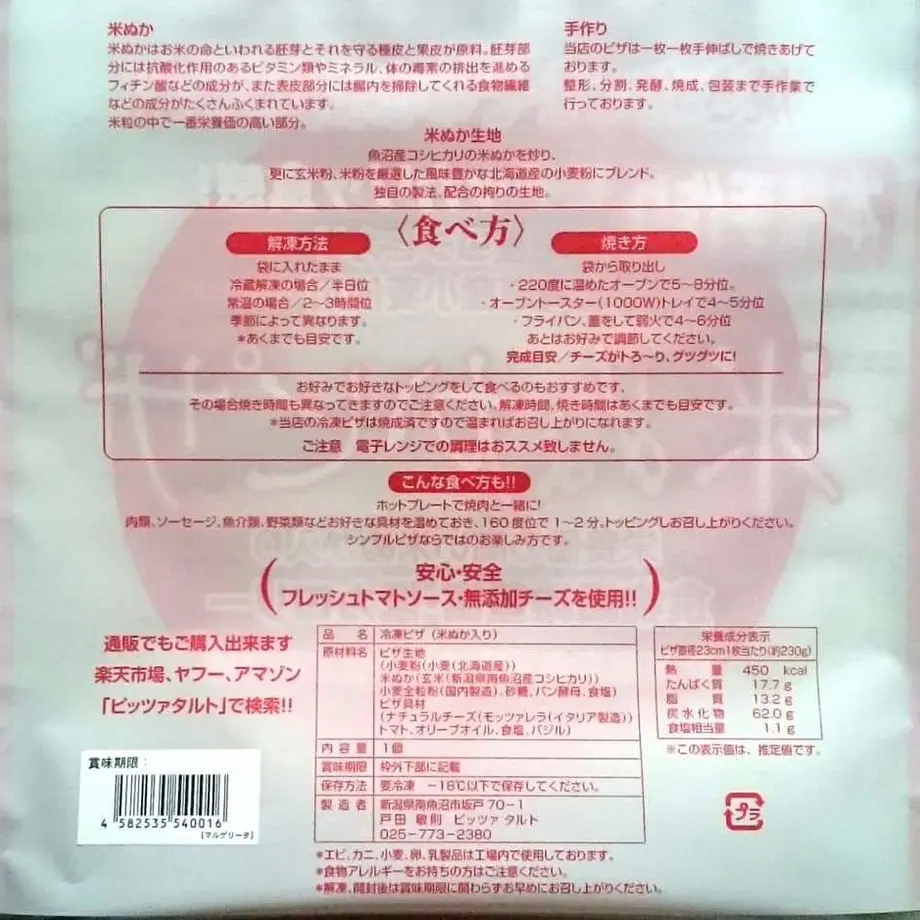 米ぬか
米ぬかはお米の命といわれる胚芽とそれを守る種皮と果皮が原料。胚芽部
分には抗酸化作用のあるビタミン類やミネラル、体の毒素の排出を進める
フィチン酸などの成分が、また表皮部分には腸内を掃除してくれる食物繊維
などの成分がたくさんふくまれています。
米粒の中で一番栄養価の高い部分。
手作り
当店のピザは一枚一枚手伸ばしで焼きあげて
おります。
整形、分割、発酵、焼成、包装まで手作業で
行っております。
米ぬか生地
魚沼産コシヒカリの米ぬかを炒り、
更に玄米粉、米粉を厳選した風味豊かな北海道産の小麦粉にブレンド。
独自の製法、配合の拘りの生地。
〈食べ方〉
解凍方法
袋に入れたまま
冷蔵解凍の場合/半日位
常温の場合/2〜3時間位
季節によって異なります。
*あくまでも目安です。
焼き方
袋から取り出し
・220度に温めたオーブンで5〜8分位。
・オーブントースター(1000W)トレイで4〜5分位
・フライパン、蓋をして弱火で4〜6分位
あとはお好みで調節してください。
完成目安/チーズがトろ〜り、グツグツに!
お好みでお好きなトッピングをして食べるのもおすすめです、
その場合焼き時間も異なってきますのでご注意ください。解凍時間、焼き時間はあくまでも目安です。
*当店の冷凍ピザは焼成済ですので温まればお召し上がりになれます。
ご注意 電子レンジでの調理はおススメ致しません。
こんな食べ方も!!
ホットプレートで焼肉と一緒に!
肉類、ソーセージ、魚介類、野菜類などお好きな具材を温めておき、160度位で1〜2分。トッピングしお召し上がりください。
シンプルピザならではのお楽しみ方です。
安心・安全
フレッシュトマトソース・無添加チーズを使用!!
通販でもご購入出来ます
楽天市場、ヤフー、アマゾン
「ピッツァタルト」で検索!!
賞味期限:
4 582535 540016
[マルゲリータ]
品名 冷凍ピザ (米ぬか入り)
原材料名 ピザ生地
(小麦粉(小麦(北海道産))
米ぬか(玄米(新潟県南魚沼産コシヒカリ))
小麦全粒粉(国内製造)、砂糖、パン酵母、食塩)
ピザ具材
(ナチュラルチーズ(モッツァレラ(イタリア製造))
トマト、オリーブオイル、食塩、バジル)
内容量 1個
賞味期限 枠外下部に記載
保存方法 要冷凍 −18℃以下で保存してください。
製造者 新潟県南魚沼市坂戸70−1
戸田 敏則 ピッツァ タルト
025−773−2380
*エビ、カニ、小麦、卵、乳製品は工場内で使用しております。
*食物アレルギーをお持ちの方はご注意ください。
*解凍、開封後は賞味期限に関わらずお早めにお召し上がりください。
栄養成分表示
ピザ直径23cm1枚当たり(約230g)
熱量 450 kcal
たんぱく質 17.7 g
脂質 13.2 g
炭水化物 62.0 g
食塩相当量 1.1 g
※この表示値は、推定値です。
プラ